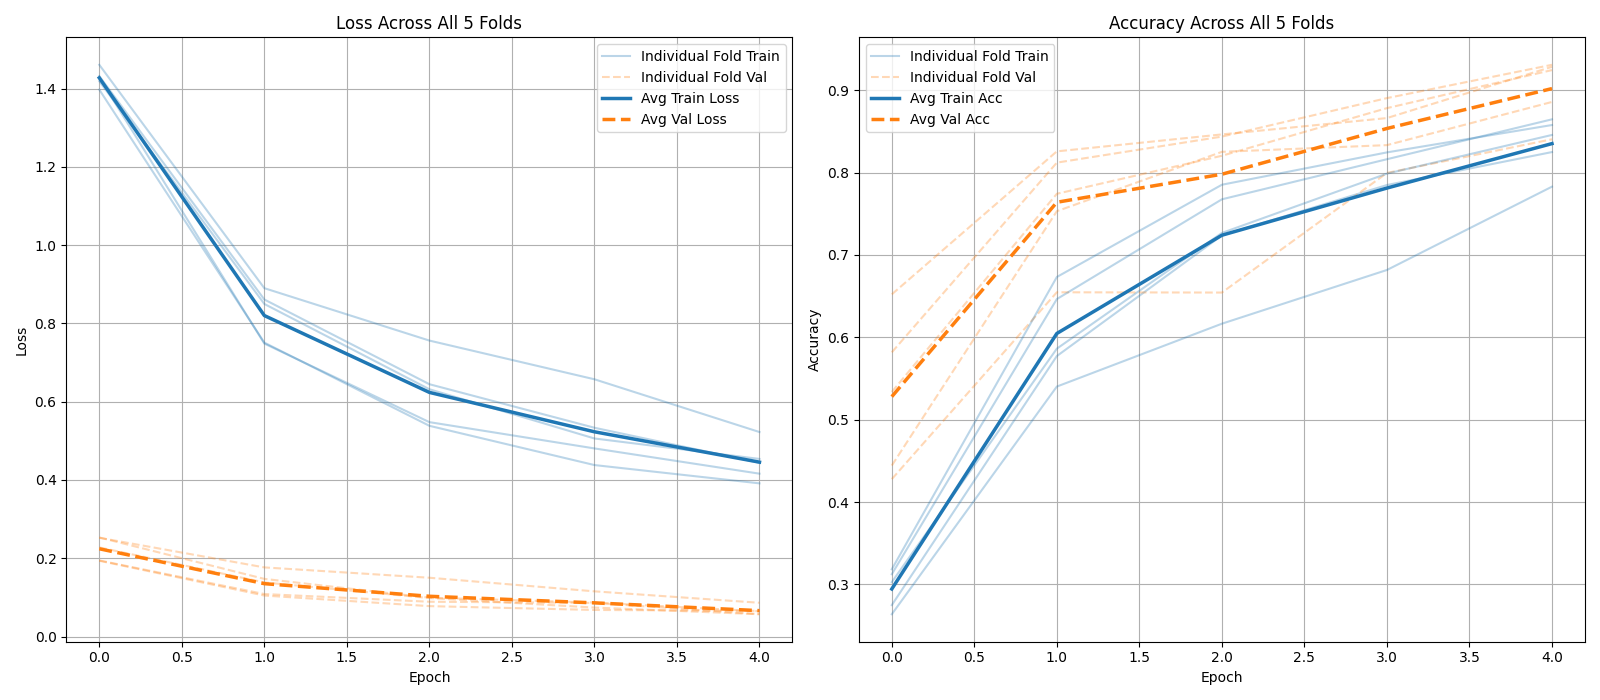 Loss Across All 5 Folds
Individual Fold Train
Individual Fold Val
Avg Train Loss
Avg Val Loss
1.4
1.2
1.0
0.8
0.6
0.4
0.2
0.0
Loss
0.0 0.5 1.0 1.5 2.0 2.5 3.0 3.5 4.0
Epoch
Accuracy Across All 5 Folds
Individual Fold Train
Individual Fold Val
Avg Train Acc
Avg Val Acc
0.9
0.8
0.7
0.6
0.5
0.4
0.3
Accuracy
0.0 0.5 1.0 1.5 2.0 2.5 3.0 3.5 4.0
Epoch